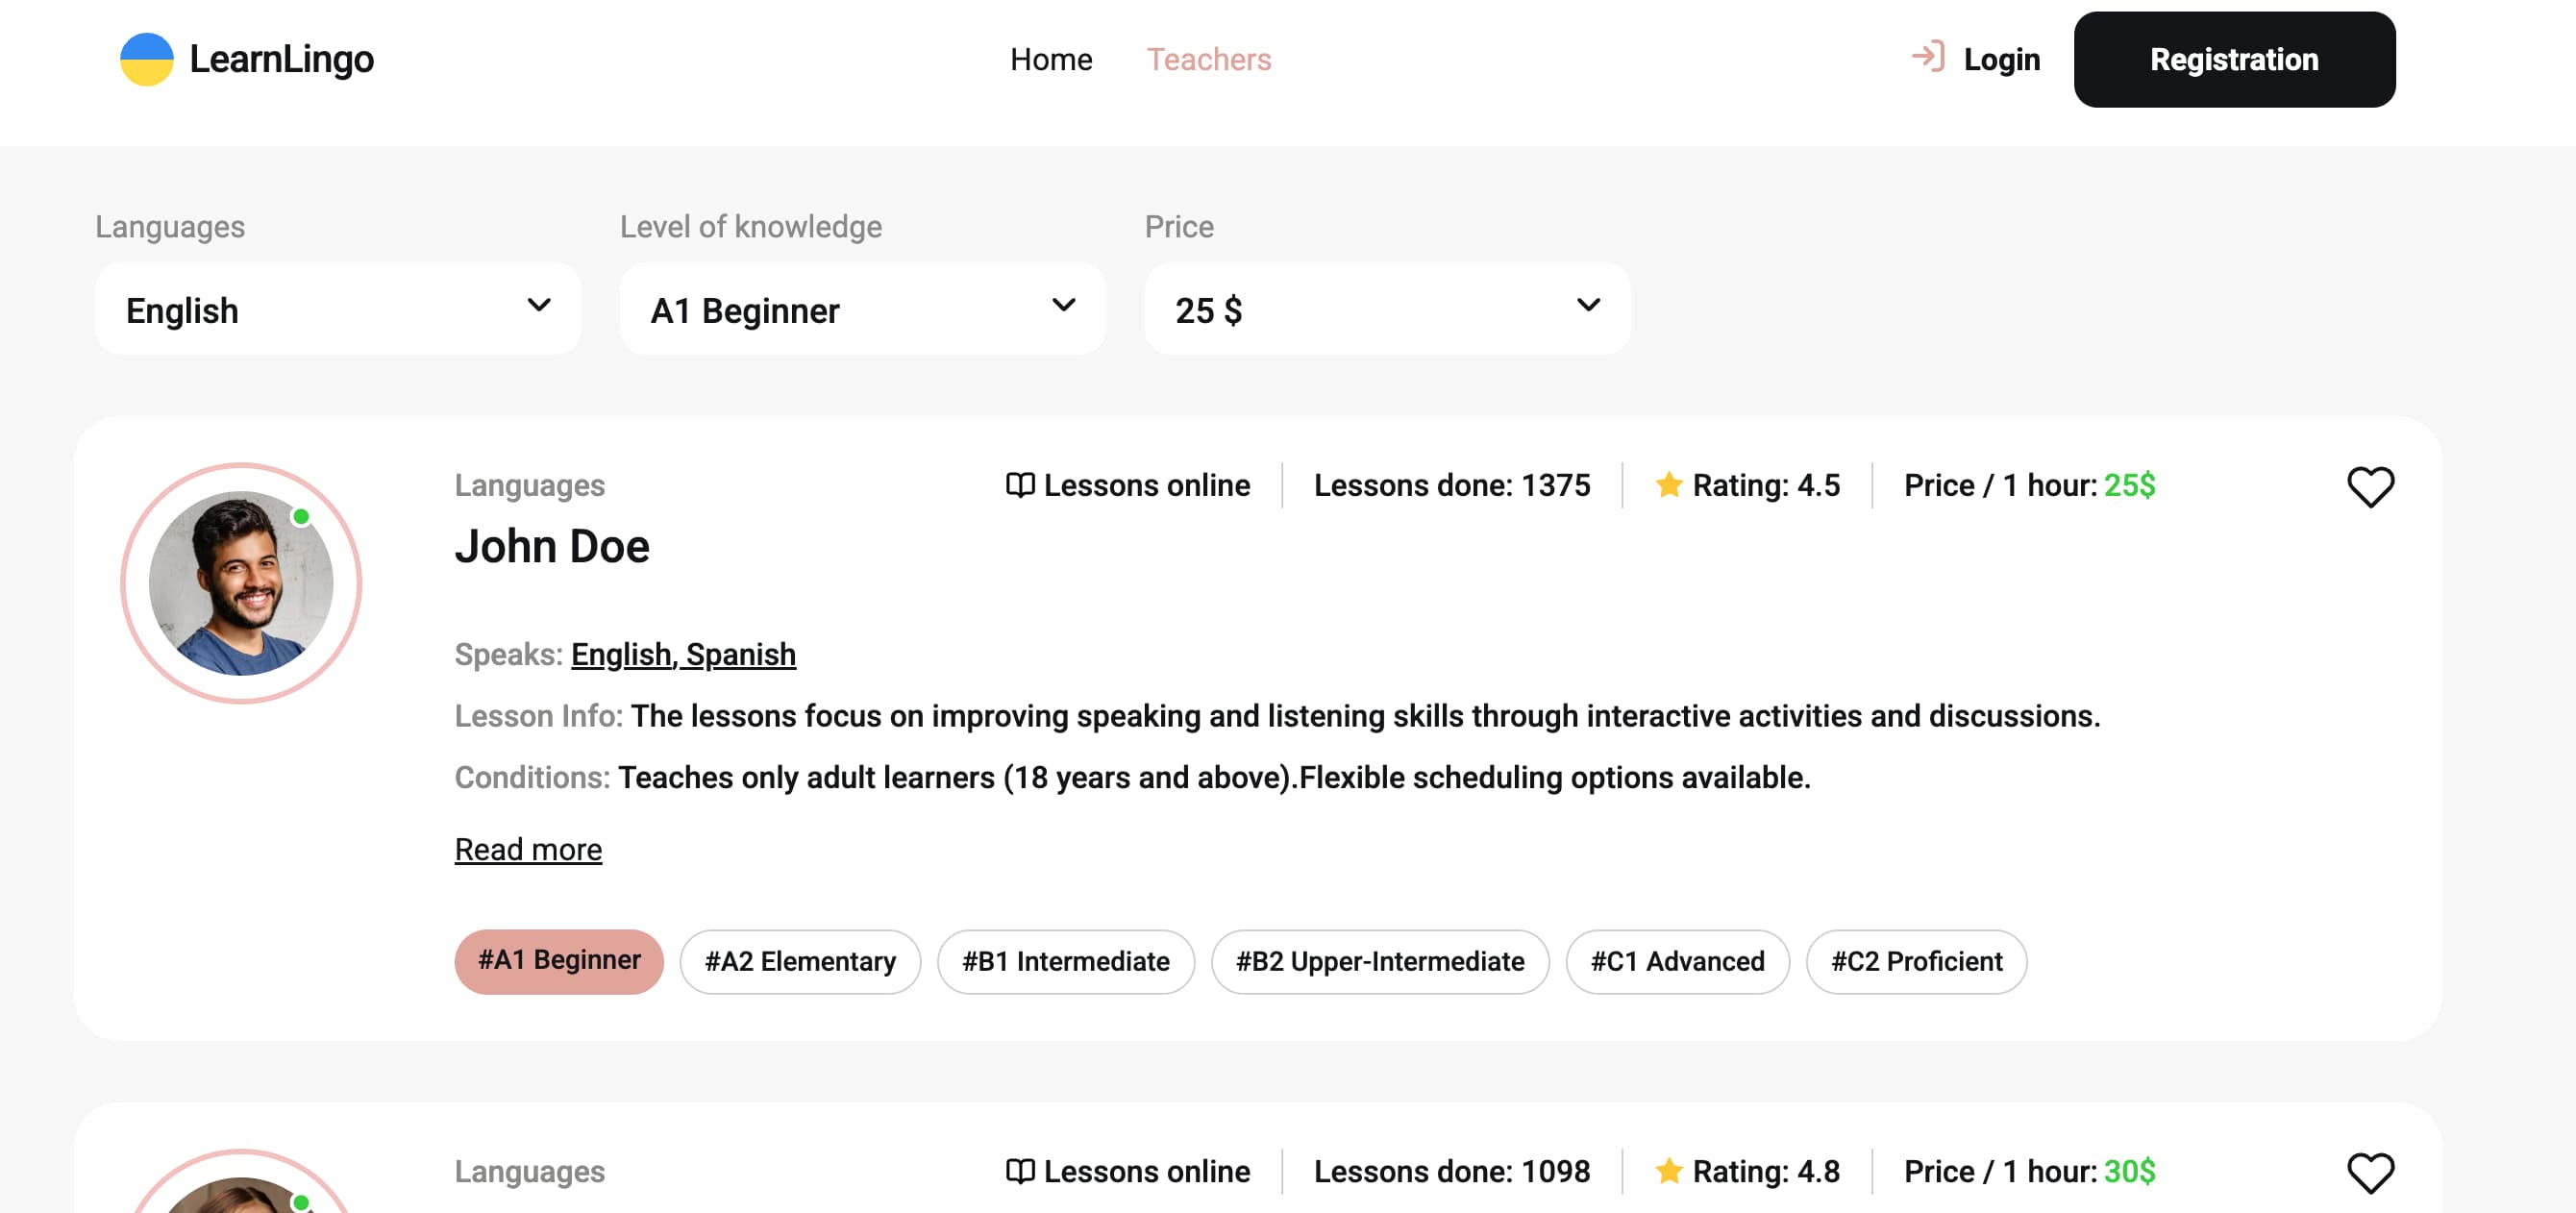 LearnLingo
Home Teachers
Login Registration
Languages Level of knowledge Price
English A1 Beginner 25 $
Languages Lessons online Lessons done: 1375 Rating: 4.5 Price / 1 hour: 25$
John Doe
Speaks: English, Spanish
Lesson Info: The lessons focus on improving speaking and listening skills through interactive activities and discussions.
Conditions: Teaches only adult learners (18 years and above).Flexible scheduling options available.
Read more
#A1 Beginner #A2 Elementary #B1 Intermediate #B2 Upper-Intermediate #C1 Advanced #C2 Proficient
Languages Lessons online Lessons done: 1098 Rating: 4.8 Price / 1 hour: 30$